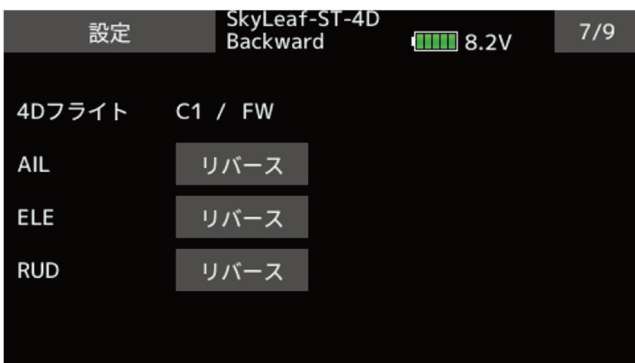 設定
SkyLeaf-ST-4D
Backward
8.2V
7/9
4Dフライト C1 / FW
AIL リバース
ELE リバース
RUD リバース